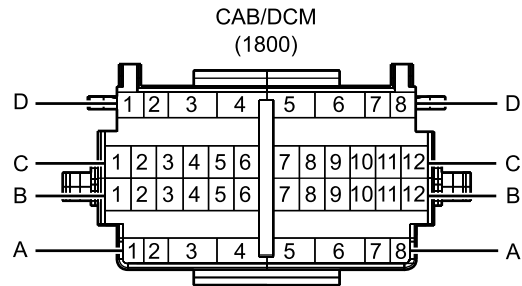 CAB/DCM
(1800)
D 1 2 3 4 5 6 7 8 D
C 1 2 3 4 5 6 7 8 9 10 11 12 C
B 1 2 3 4 5 6 7 8 9 10 11 12 B
A 1 2 3 4 5 6 7 8 A